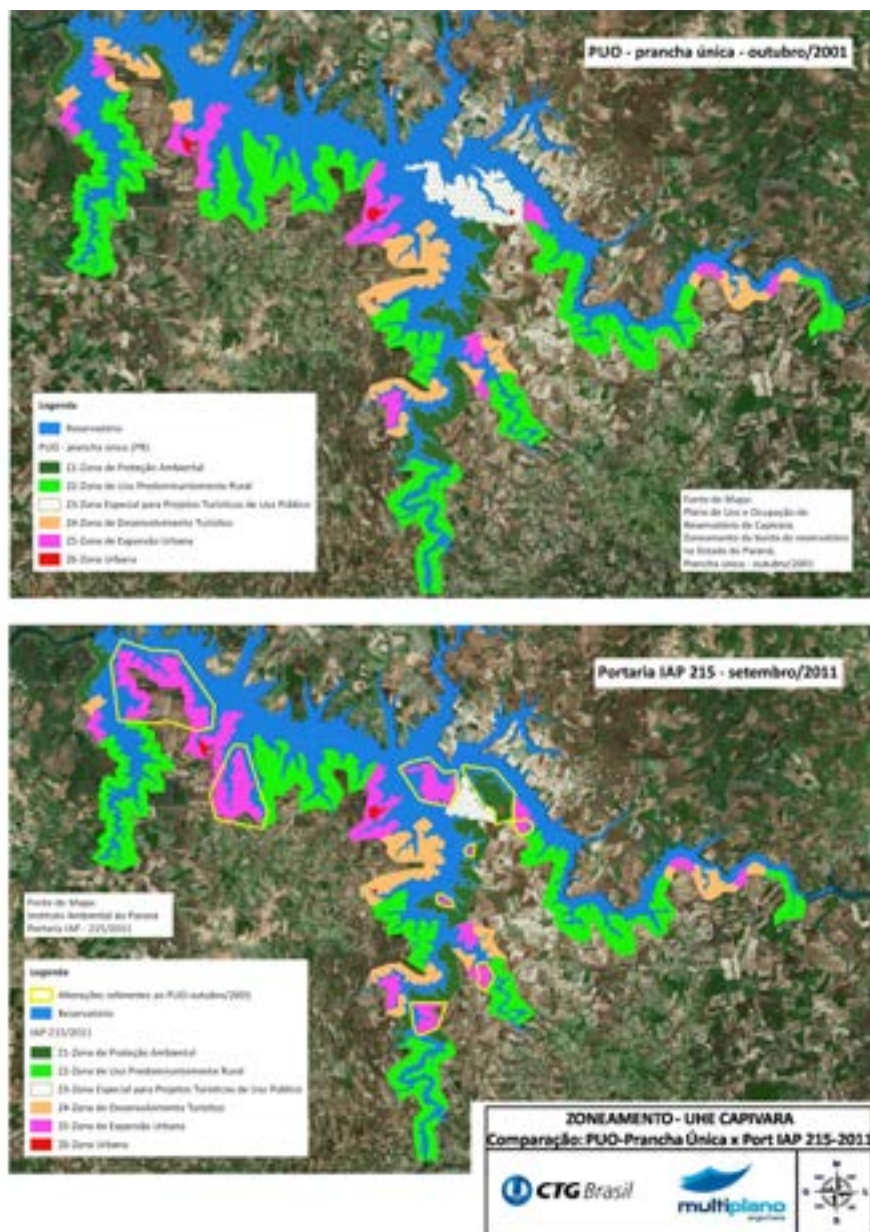 PUO - prancha única - outubro/2001
Legenda
Reservatório
PUO - prancha única (PR)
Z1-Zona de Proteção Ambiental
Z2-Zona de Uso Predominantemente Rural
Z3-Zona Especial para Projetos Turísticos de Uso Público
Z4-Zona de Desenvolvimento Turístico
Z5-Zona de Expansão Urbana
Z6-Zona Urbana
Fonte do Mapa:
Plano de Uso e Ocupação do
Reservatório de Capivara
Zoneamento da borda do reservatório
no Estado do Paraná.
Prancha única - outubro/2001
Portaria IAP 215 - setembro/2011
Fonte do Mapa:
Instituto Ambiental do Paraná
Portaria IAP - 215/2011
Legenda
Alterações referentes ao PUO-outubro/2001
Reservatório
IAP 215/2011
Z1-Zona de Proteção Ambiental
Z2-Zona de Uso Predominantemente Rural
Z3-Zona Especial para Projetos Turísticos de Uso Público
Z4-Zona de Desenvolvimento Turístico
Z5-Zona de Expansão Urbana
Z6-Zona Urbana
ZONEAMENTO - UHE CAPIVARA
Comparação: PUO-Prancha Única x Port IAP 215-2011
CTG Brasil
multiplano
engenharia
N
S